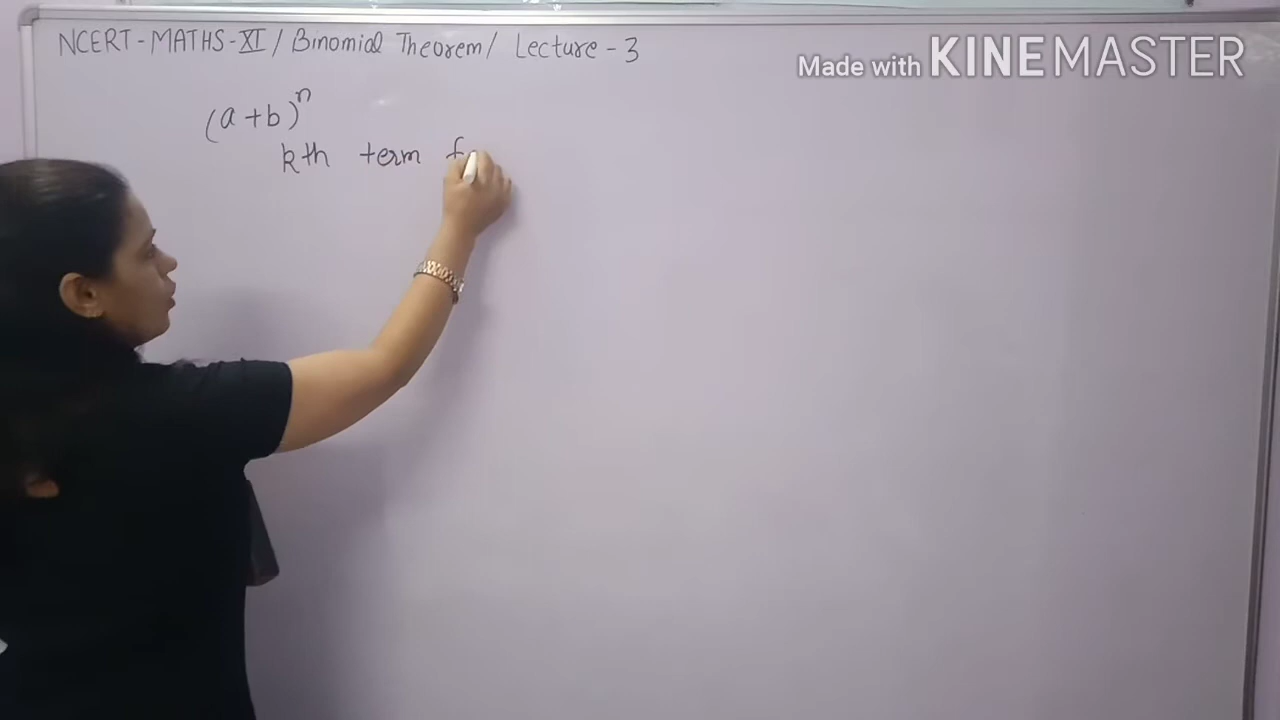 NCERT - MATHS - XI / Binomial Theorem / Lecture - 3
Made with KINEMASTER
(a + b)ⁿ
kth term